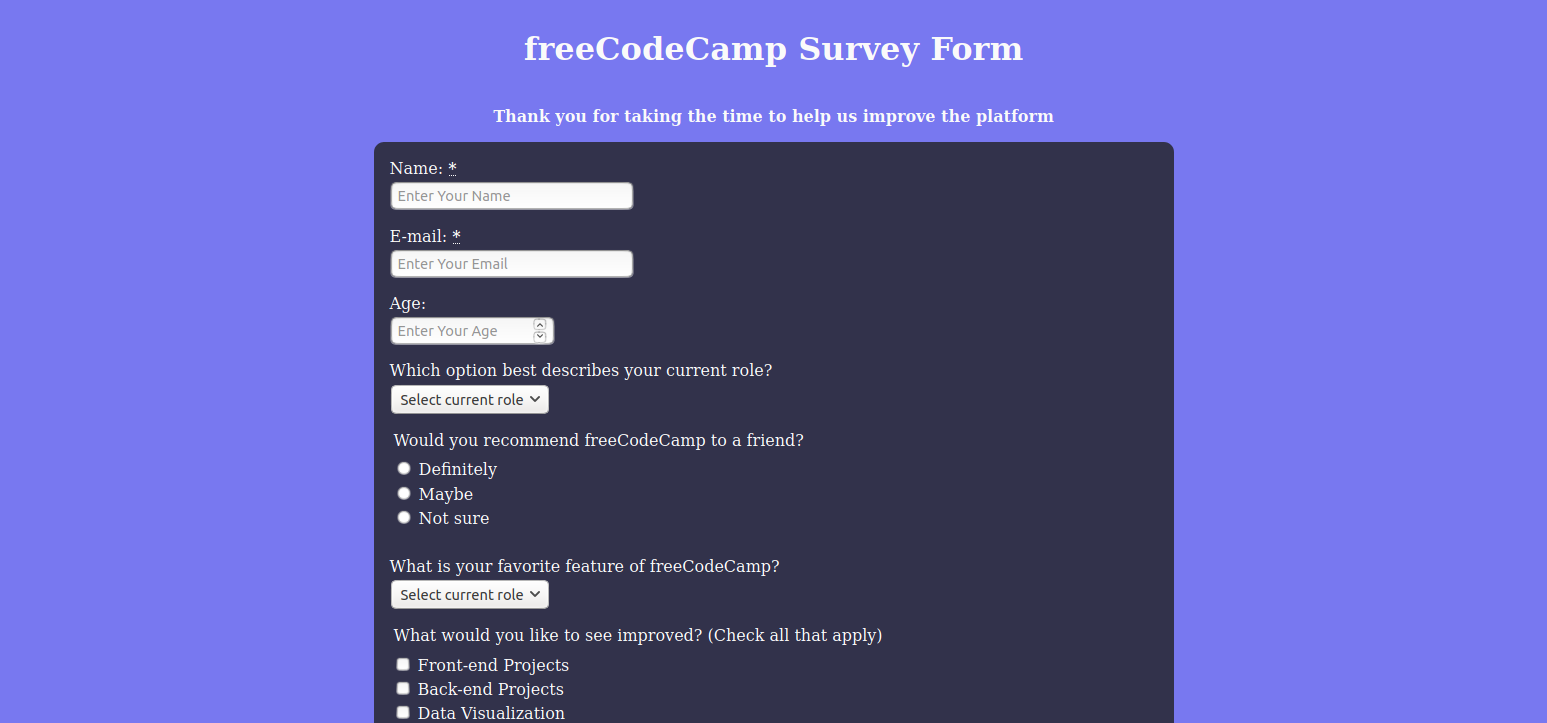 freeCodeCamp Survey Form
Thank you for taking the time to help us improve the platform
Name: *
Enter Your Name
E-mail: *
Enter Your Email
Age:
Enter Your Age
Which option best describes your current role?
Select current role
Would you recommend freeCodeCamp to a friend?
Definitely
Maybe
Not sure
What is your favorite feature of freeCodeCamp?
Select current role
What would you like to see improved? (Check all that apply)
Front-end Projects
Back-end Projects
Data Visualization